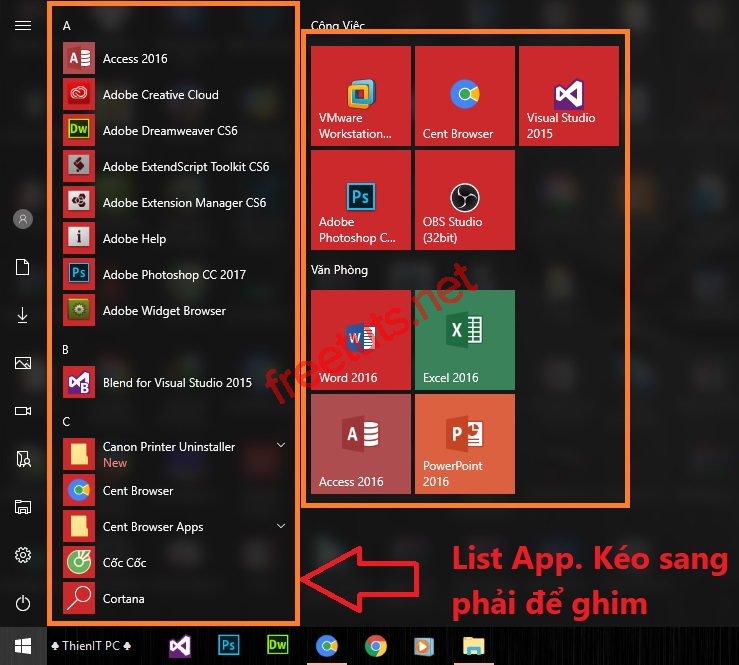 A
Access 2016
Adobe Creative Cloud
Adobe Dreamweaver CS6
Adobe ExtendScript Toolkit CS6
Adobe Extension Manager CS6
Adobe Help
Adobe Photoshop CC 2017
Adobe Widget Browser
B
Blend for Visual Studio 2015
C
Canon Printer Uninstaller
New
Cent Browser
Cent Browser Apps
Cốc Cốc
Cortana
Công Việc
VMware
Workstation...
Cent Browser
Visual Studio
2015
Adobe
Photoshop C...
OBS Studio
(32bit)
Văn Phòng
Word 2016
Excel 2016
Access 2016
PowerPoint
2016
freetuts.net
List App. Kéo sang
phải để ghim
♣ ThienIT PC ♣
Ps
Dw